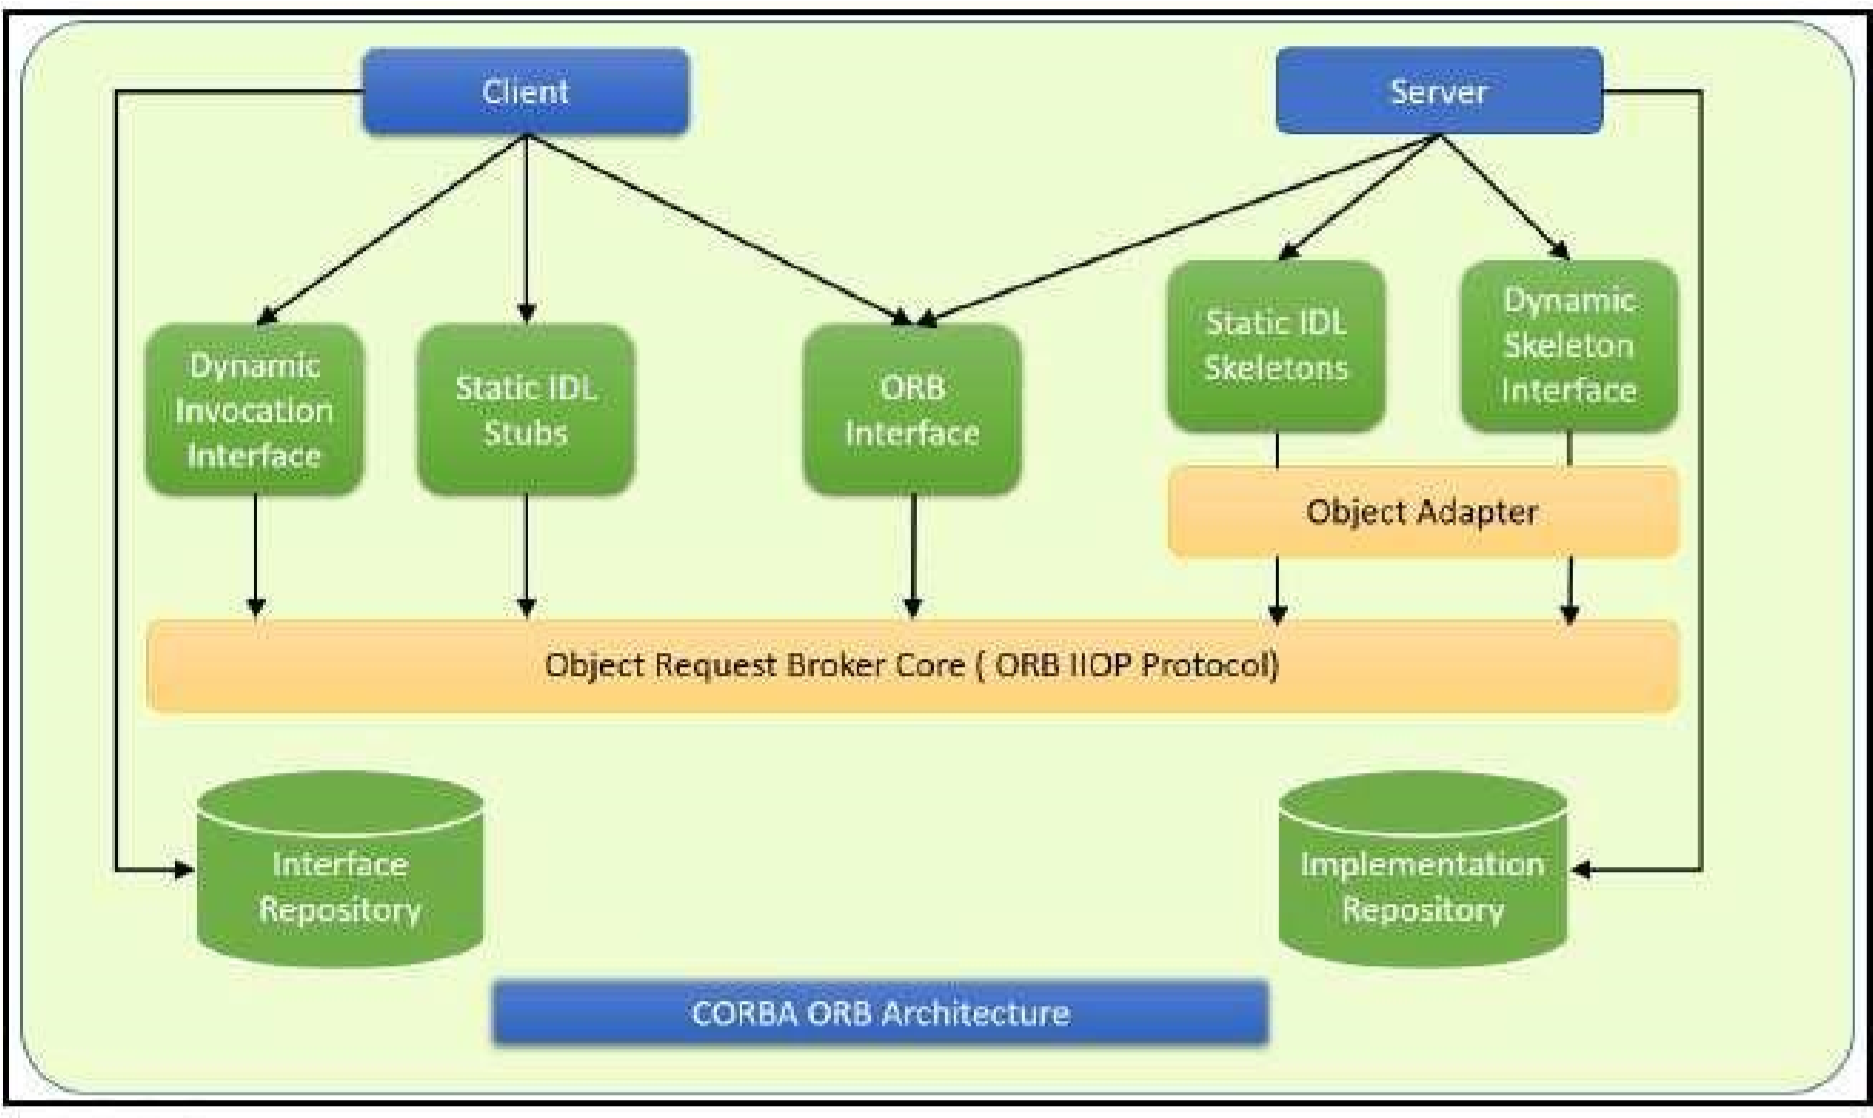 Client
Server
Dynamic
Invocation
Interface
Static IDL
Stubs
ORB
Interface
Static IDL
Skeletons
Dynamic
Skeleton
Interface
Object Adapter
Object Request Broker Core ( ORB IIOP Protocol)
Interface
Repository
Implementation
Repository
CORBA ORB Architecture